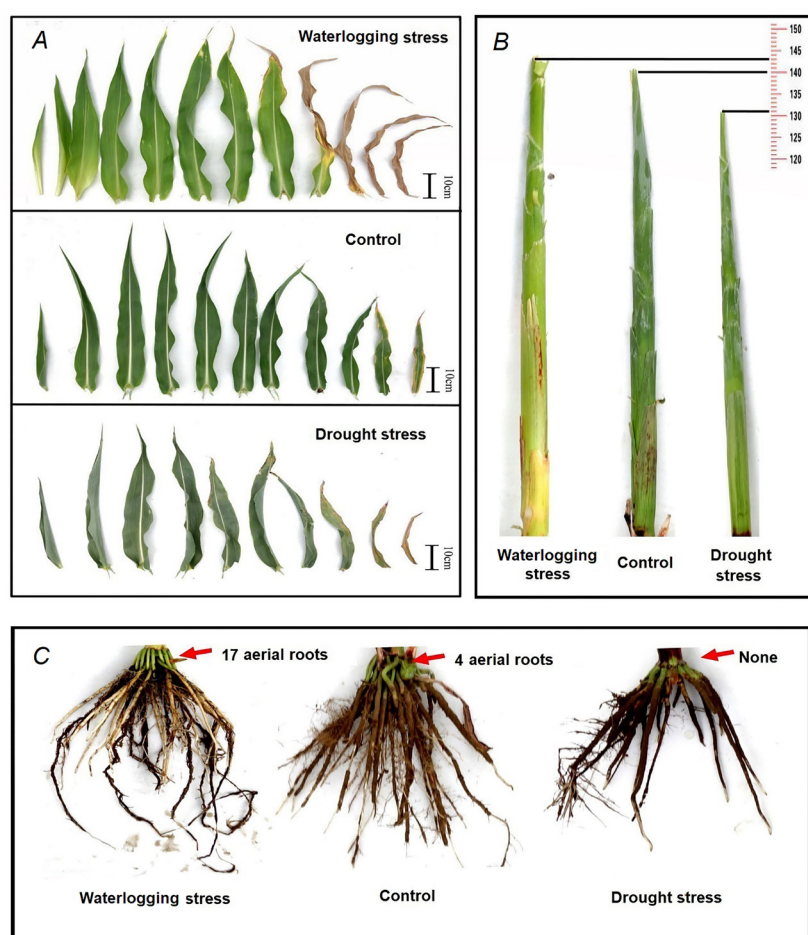 A
Waterlogging stress
10cm
Control
10cm
Drought stress
10cm
B
150
145
140
135
130
125
120
Waterlogging
stress
Control
Drought
stress
C
17 aerial roots
4 aerial roots
None
Waterlogging stress
Control
Drought stress